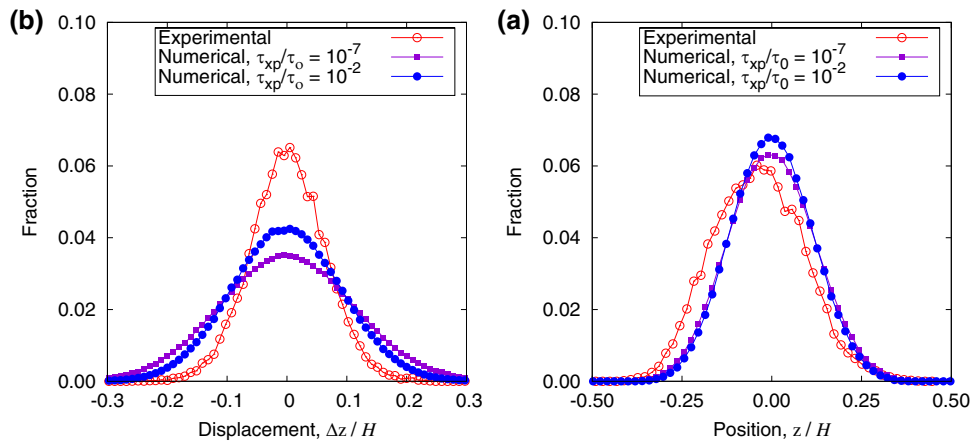 (b)
Experimental
Numerical, τxp/τo = 10-7
Numerical, τxp/τo = 10-2
Fraction
0.10
0.08
0.06
0.04
0.02
0.00
-0.3 -0.2 -0.1 0 0.1 0.2 0.3
Displacement, Δz / H
(a)
Experimental
Numerical, τxp/τ0 = 10-7
Numerical, τxp/τ0 = 10-2
Fraction
0.10
0.08
0.06
0.04
0.02
0.00
-0.50 -0.25 0.00 0.25 0.50
Position, z / H